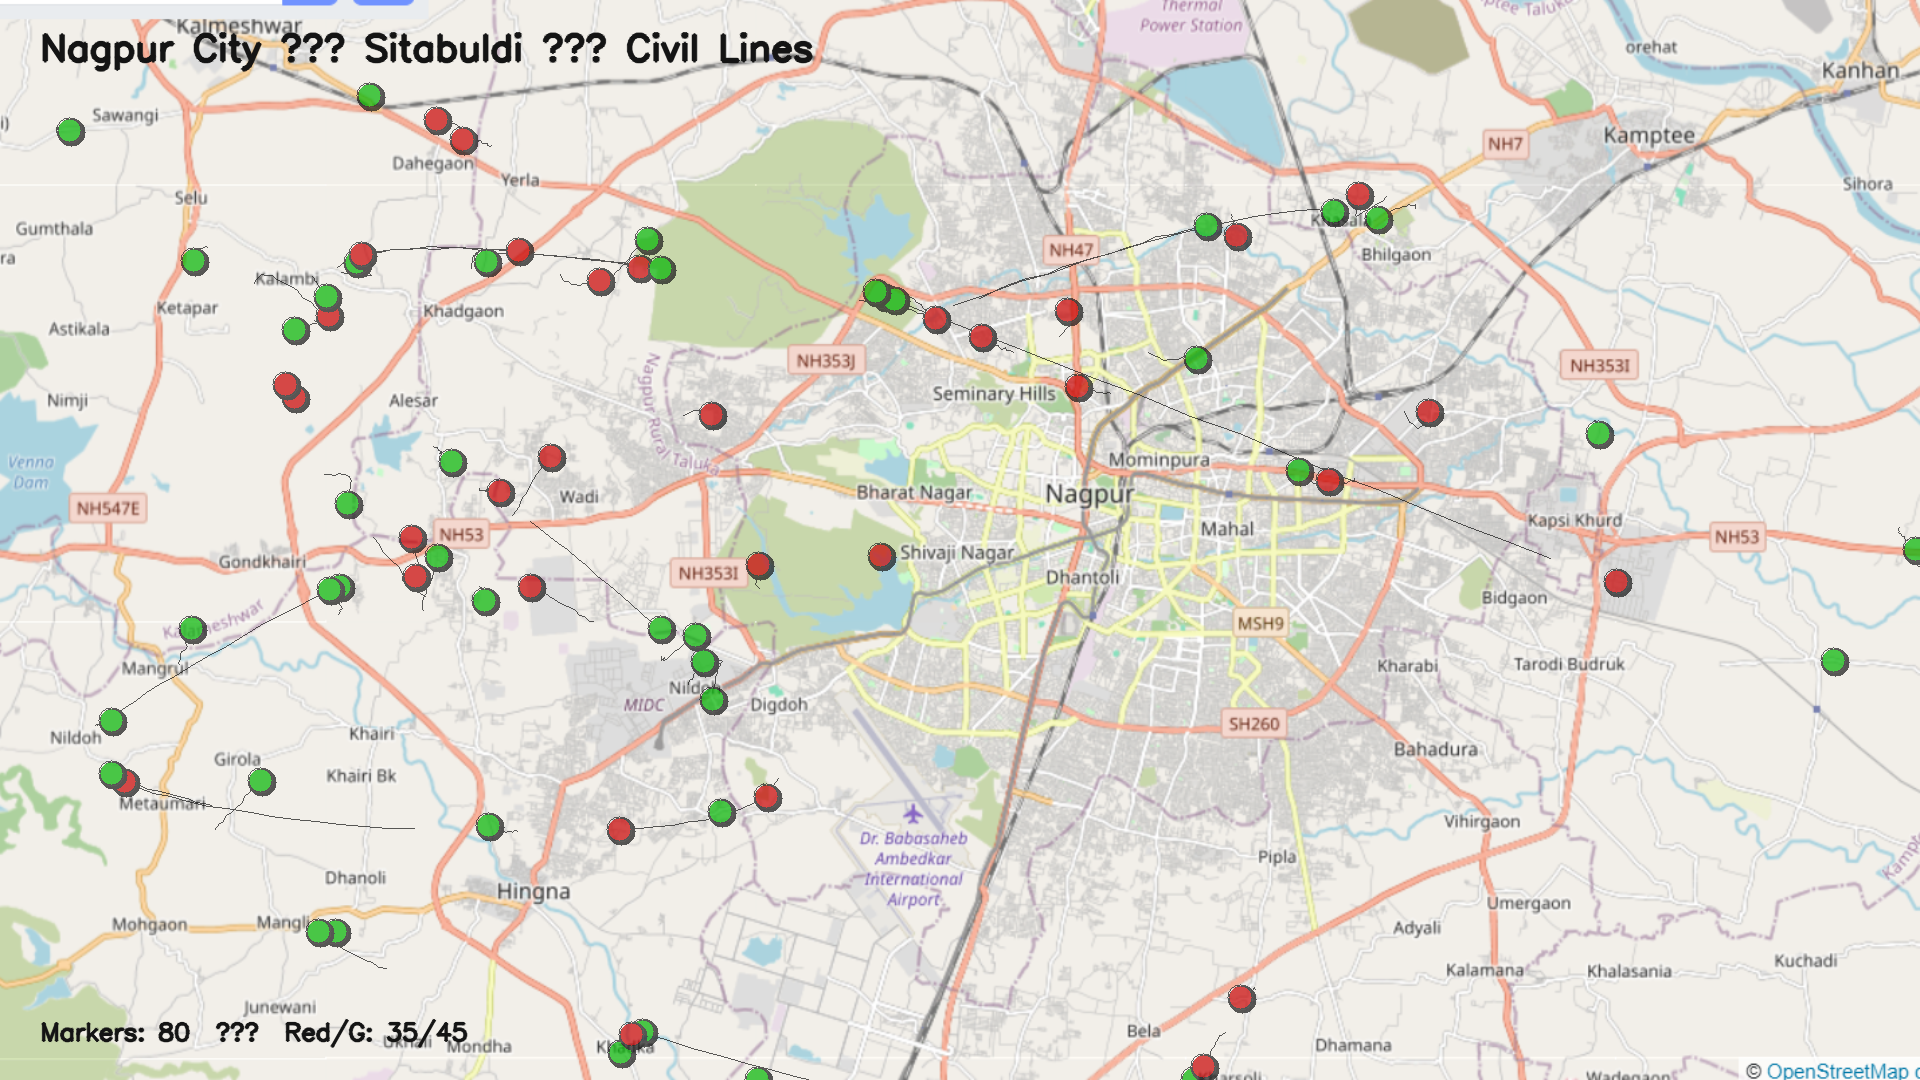 Kalmeshwar
Nagpur City ??? Sitabuldi ??? Civil Lines
Thermal
Power Station
orehat
Kanhan
Sawangi
Kamptee
NH7
Dahegaon
Yerla
Sihora
Selu
Gumthala
NH47
Bhilgaon
Kalambi
Ketapar
Khadgaon
Astikala
NH353J
NH353I
Seminary Hills
Nimji
Alesar
Nagpur Rural Taluka
Mominpura
Venna
Dam
Bharat Nagar
Nagpur
Wadi
NH547E
Kapsi Khurd
Mahal
NH53
NH53
Shivaji Nagar
Gondkhairi
NH353I
Dhantoli
Bidgaon
MSH9
Mangrul
Kharabi
Tarodi Budruk
MIDC
Digdoh
SH260
Nildoh
Khairi
Bahadura
Girola
Khairi Bk
Metaumari
Vihirgaon
Dr. Babasaheb
Ambedkar
International
Airport
Pipla
Dhanoli
Hingna
Umergaon
Mohgaon
Adyali
Kuchadi
Kalamana
Khalasania
Junewani
Markers: 80 ??? Red/G: 35/45
Bela
Mondha
Dhamana
Wadegaon
© OpenStreetMap